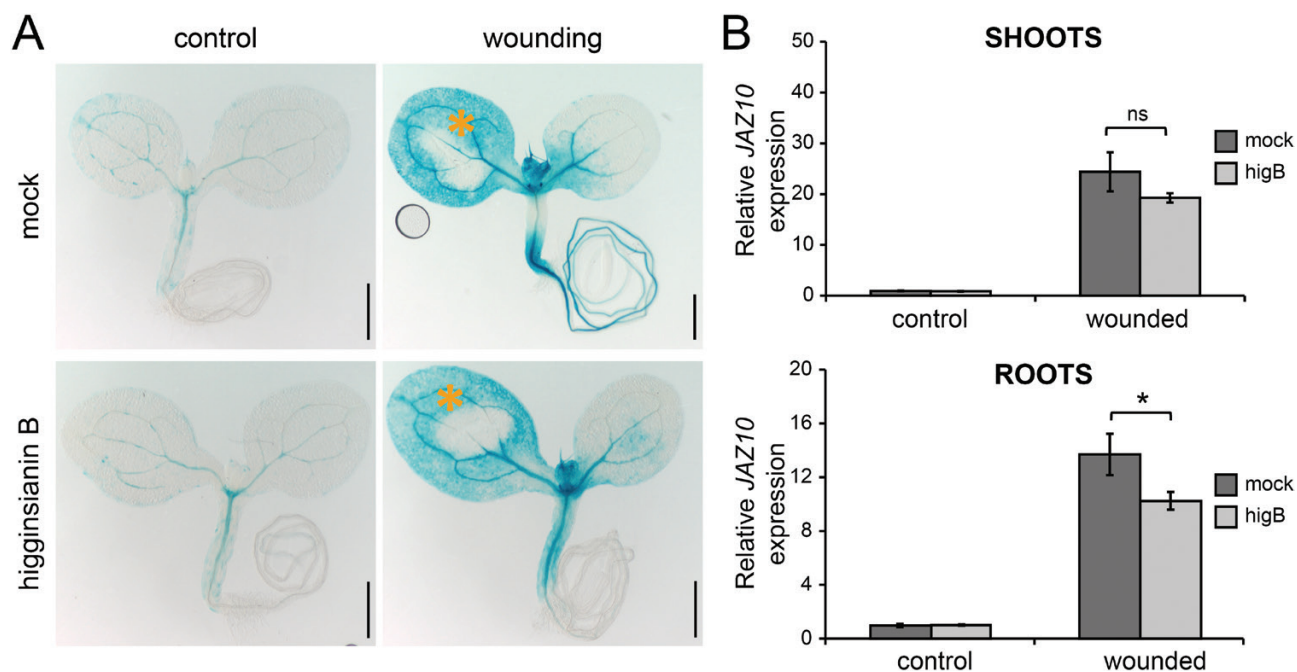 A
control
wounding
mock
higginsianin B
*
*
B
SHOOTS
Relative JAZ10
expression
50
40
30
20
10
0
ns
mock
higB
control
wounded
ROOTS
Relative JAZ10
expression
20
16
12
8
4
0
*
mock
higB
control
wounded